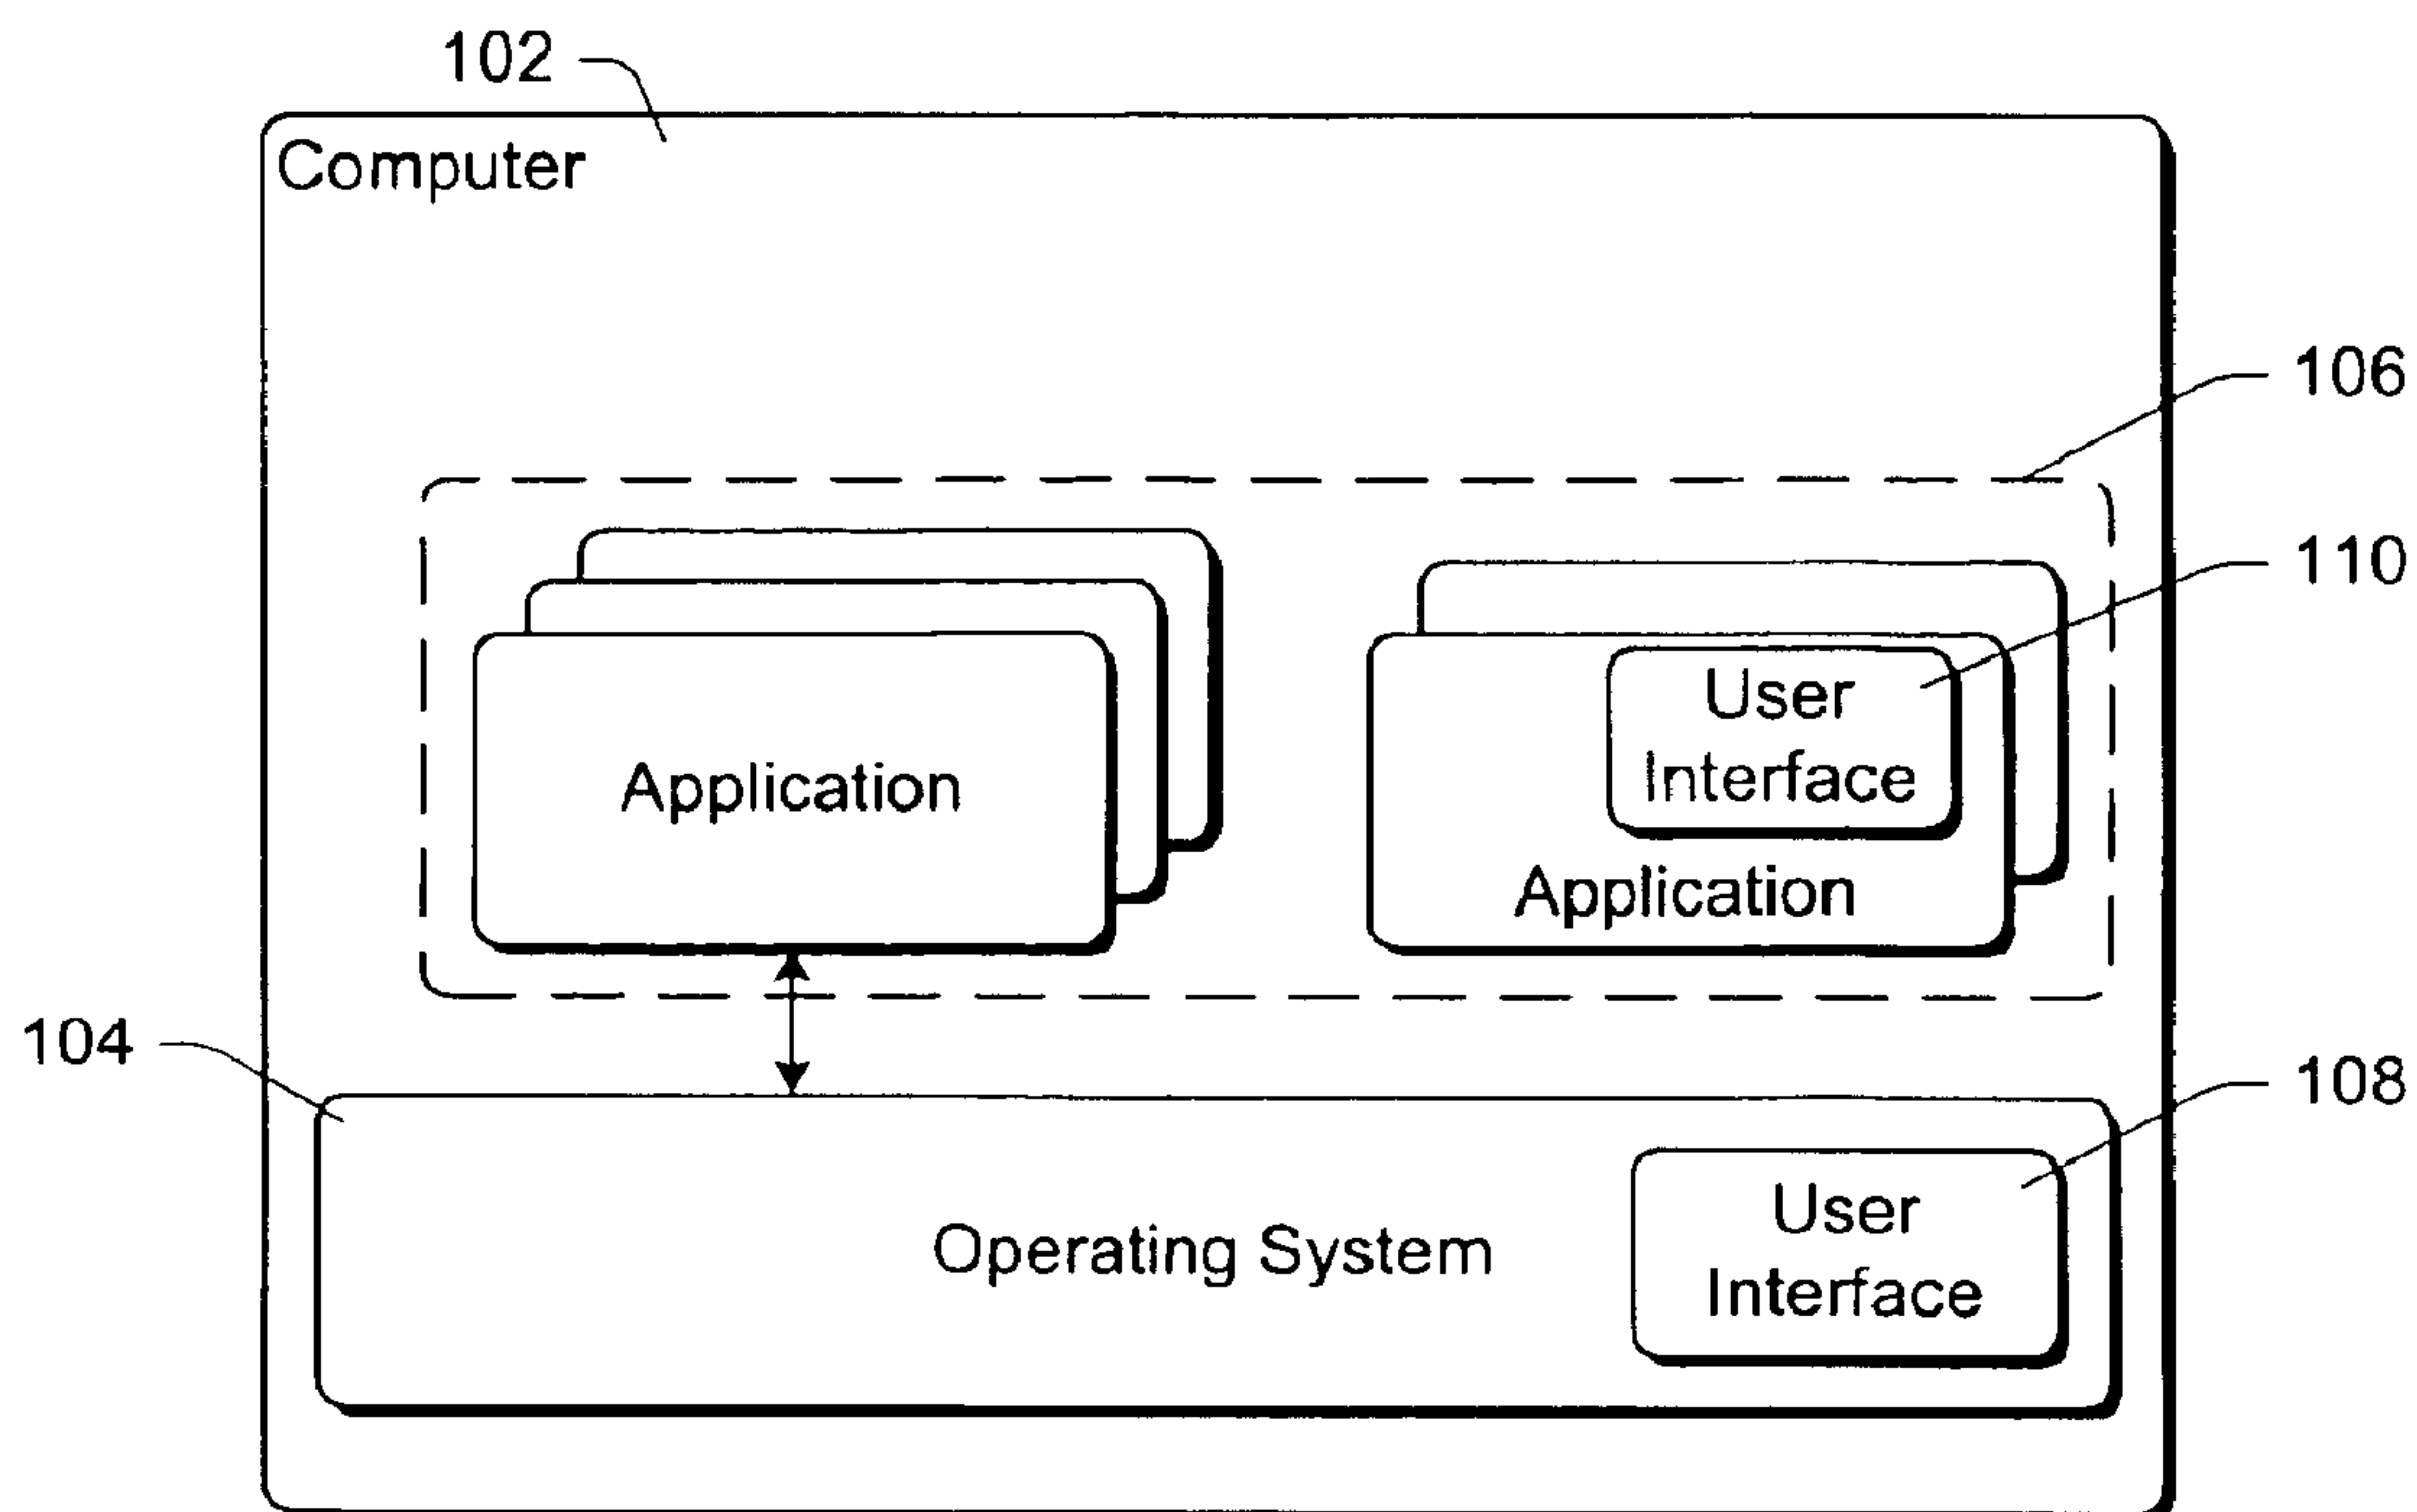 102
Computer
106
110
User
Interface
Application
Application
104
108
User
Interface
Operating System